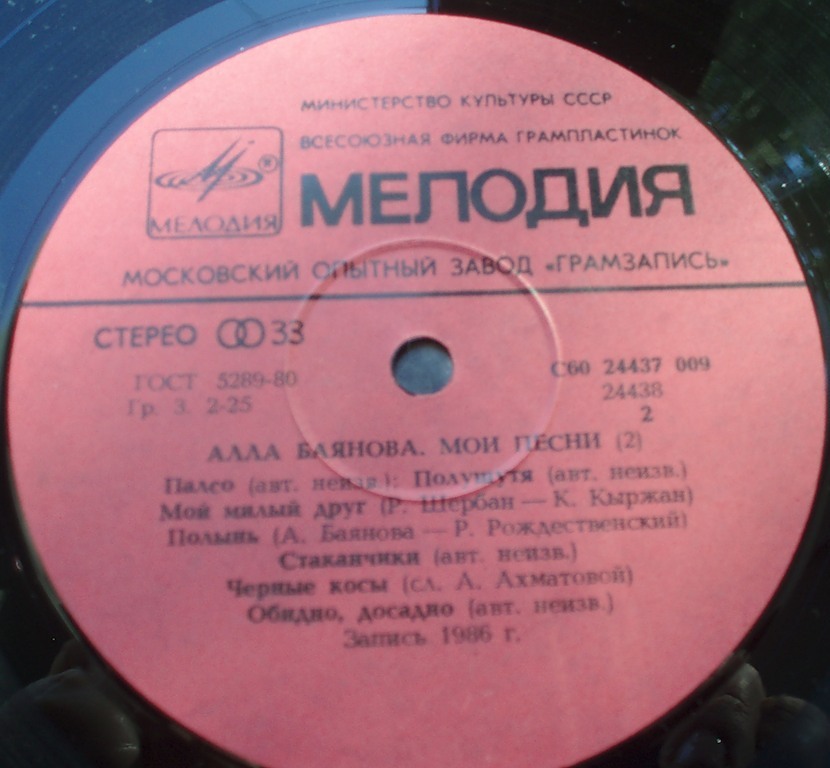 МИНИСТЕРСТВО КУЛЬТУРЫ СССР
ВСЕСОЮЗНАЯ ФИРМА ГРАМПЛАСТИНОК
МЕЛОДИЯ ®
МЕЛОДИЯ
МОСКОВСКИЙ ОПЫТНЫЙ ЗАВОД «ГРАМЗАПИСЬ»
СТЕРЕО 33
ГОСТ 5289-80
Гр. 3. 2-25
С60 24437 009
24438
2
АЛЛА БАЯНОВА. МОИ ПЕСНИ (2)
Палсо (авт. неизв.); Полушутя (авт. неизв.)
Мой милый друг (Р. Щербан — К. Кыржан)
Полынь (А. Баянова — Р. Рождественский)
Стаканчики (авт. неизв.)
Черные косы (сл. А. Ахматовой)
Обидно, досадно (авт. неизв.)
Запись 1986 г.